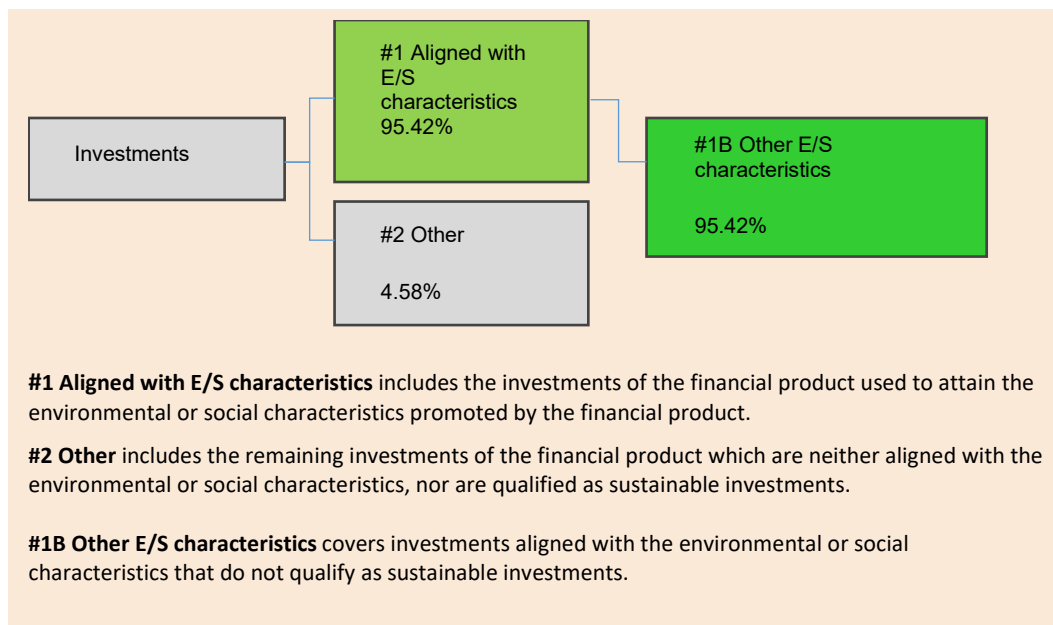 Investments
#1 Aligned with
E/S
characteristics
95.42%
#2 Other
4.58%
#1B Other E/S
characteristics
95.42%
#1 Aligned with E/S characteristics includes the investments of the financial product used to attain the
environmental or social characteristics promoted by the financial product.
#2 Other includes the remaining investments of the financial product which are neither aligned with the
environmental or social characteristics, nor are qualified as sustainable investments.
#1B Other E/S characteristics covers investments aligned with the environmental or social
characteristics that do not qualify as sustainable investments.